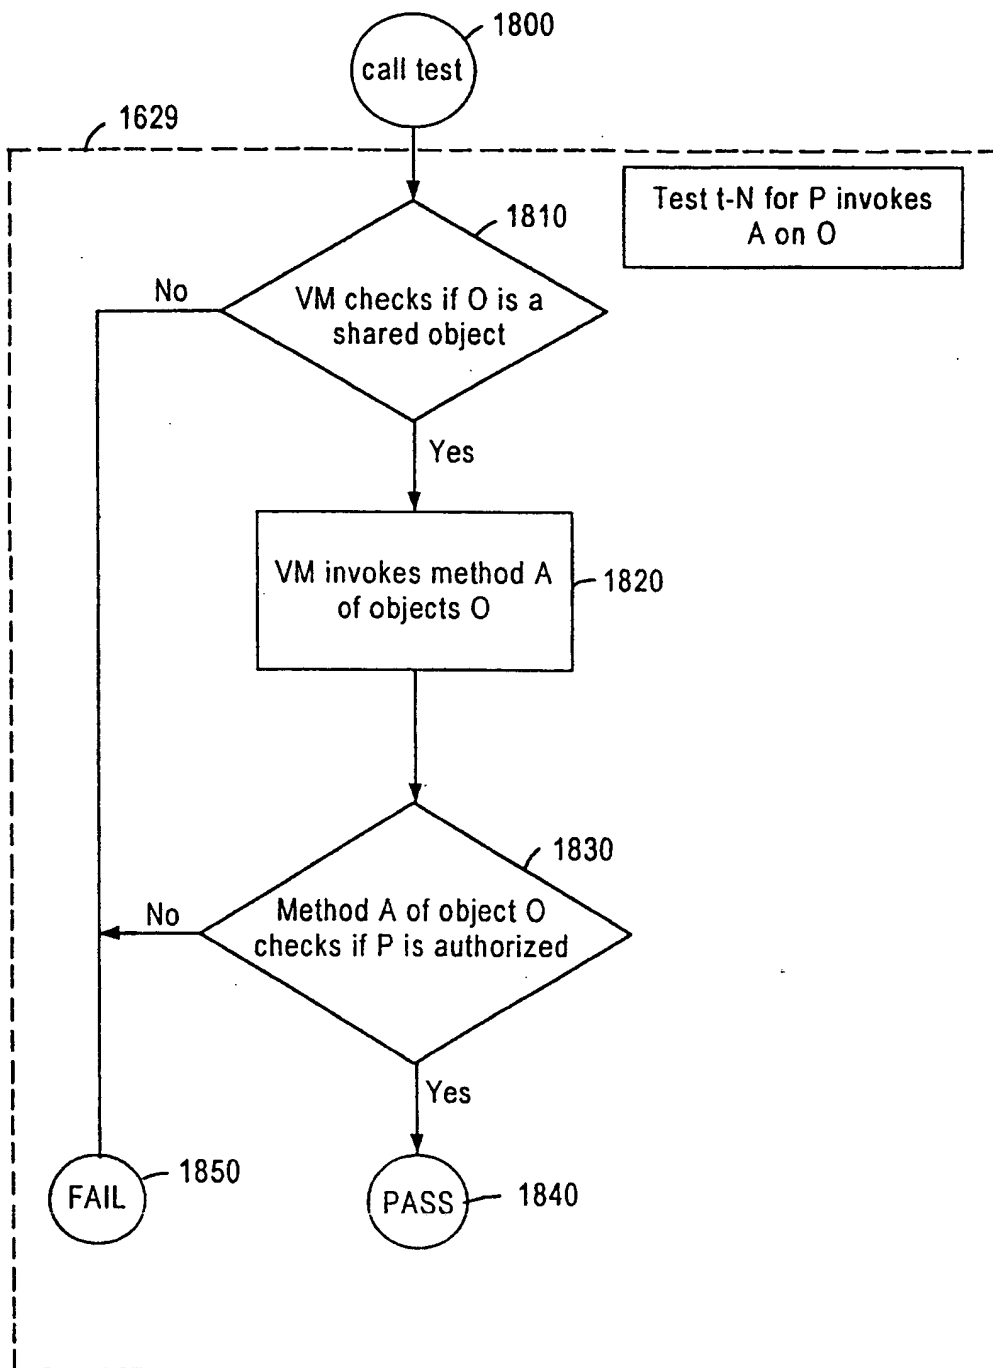 1800
call test
1629
Test t-N for P invokes
A on O
1810
No
VM checks if O is a
shared object
Yes
VM invokes method A
of objects O
1820
1830
No
Method A of object O
checks if P is authorized
Yes
1850
FAIL
PASS
1840